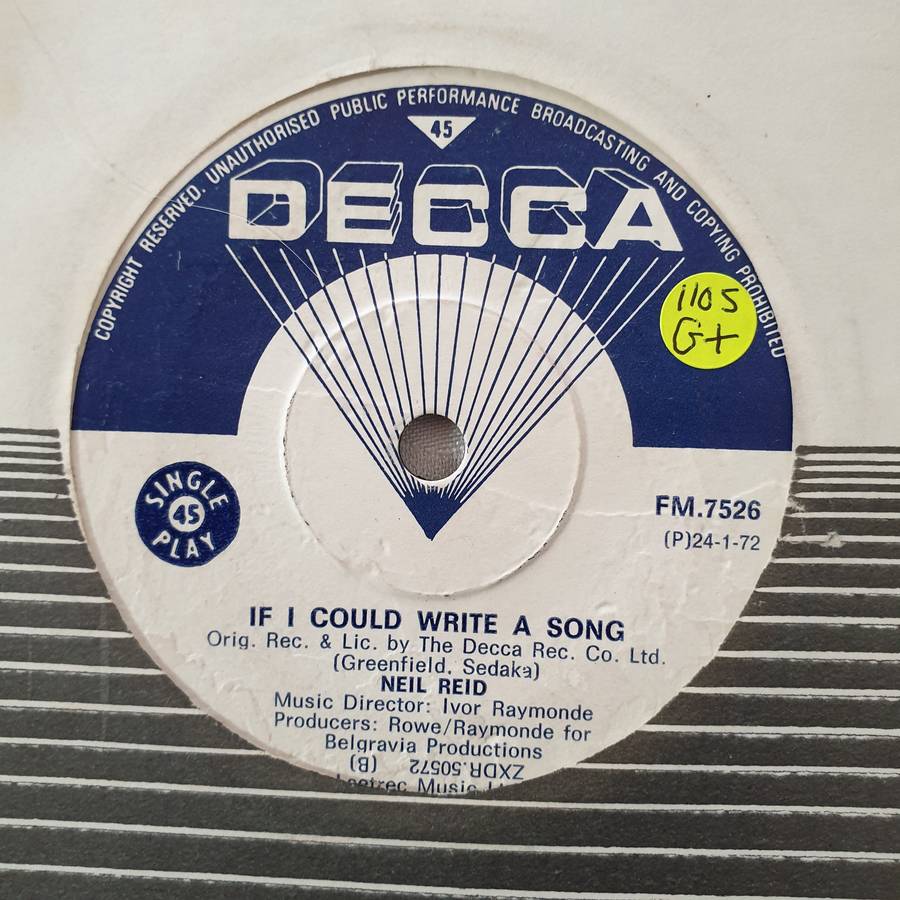 COPYRIGHT RESERVED. UNAUTHORISED PUBLIC PERFORMANCE BROADCASTING AND COPYING PROHIBITED
45
DECCA
1105
G+
SINGLE
45
PLAY
FM.7526
(P)24-1-72
IF I COULD WRITE A SONG
Orig. Rec. & Lic. by The Decca Rec. Co. Ltd.
(Greenfield, Sedaka)
NEIL REID
Music Director: Ivor Raymonde
Producers: Rowe/Raymonde for
Belgravia Productions
ZXDR.50572 (B)
Music